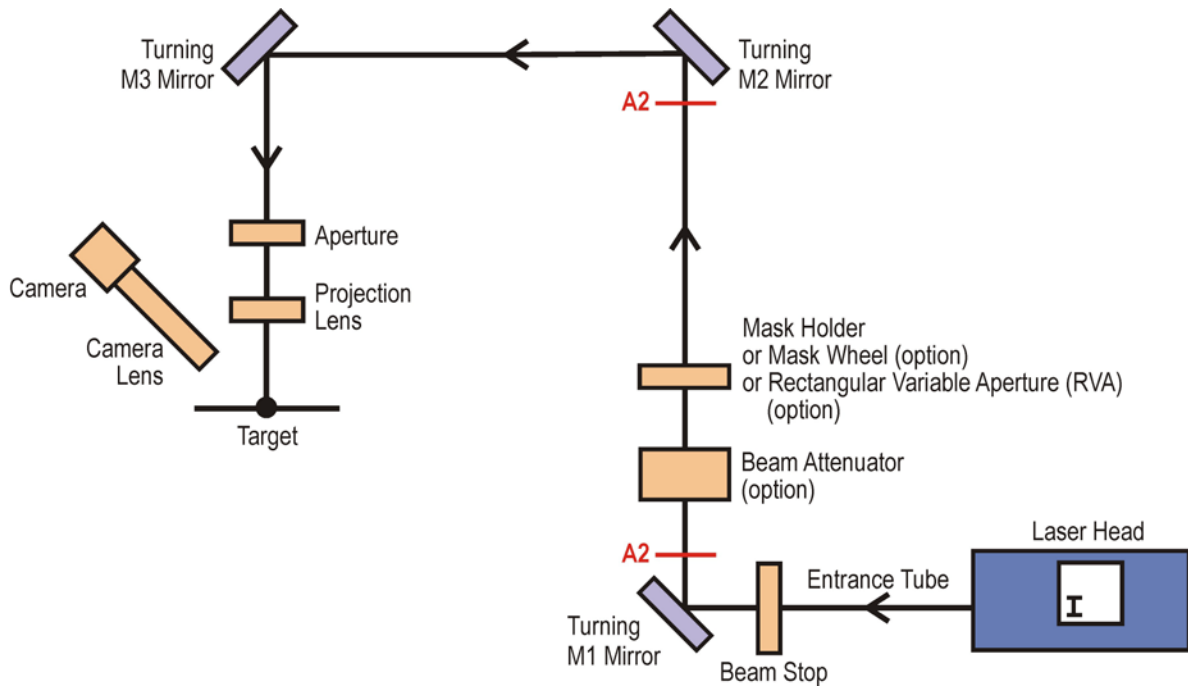 Turning
M3 Mirror
Turning
M2 Mirror
A2
Aperture
Camera
Projection
Lens
Camera
Lens
Target
Mask Holder
or Mask Wheel (option)
or Rectangular Variable Aperture (RVA)
(option)
Beam Attenuator
(option)
A2
Laser Head
Entrance Tube
I
Turning
M1 Mirror
Beam Stop